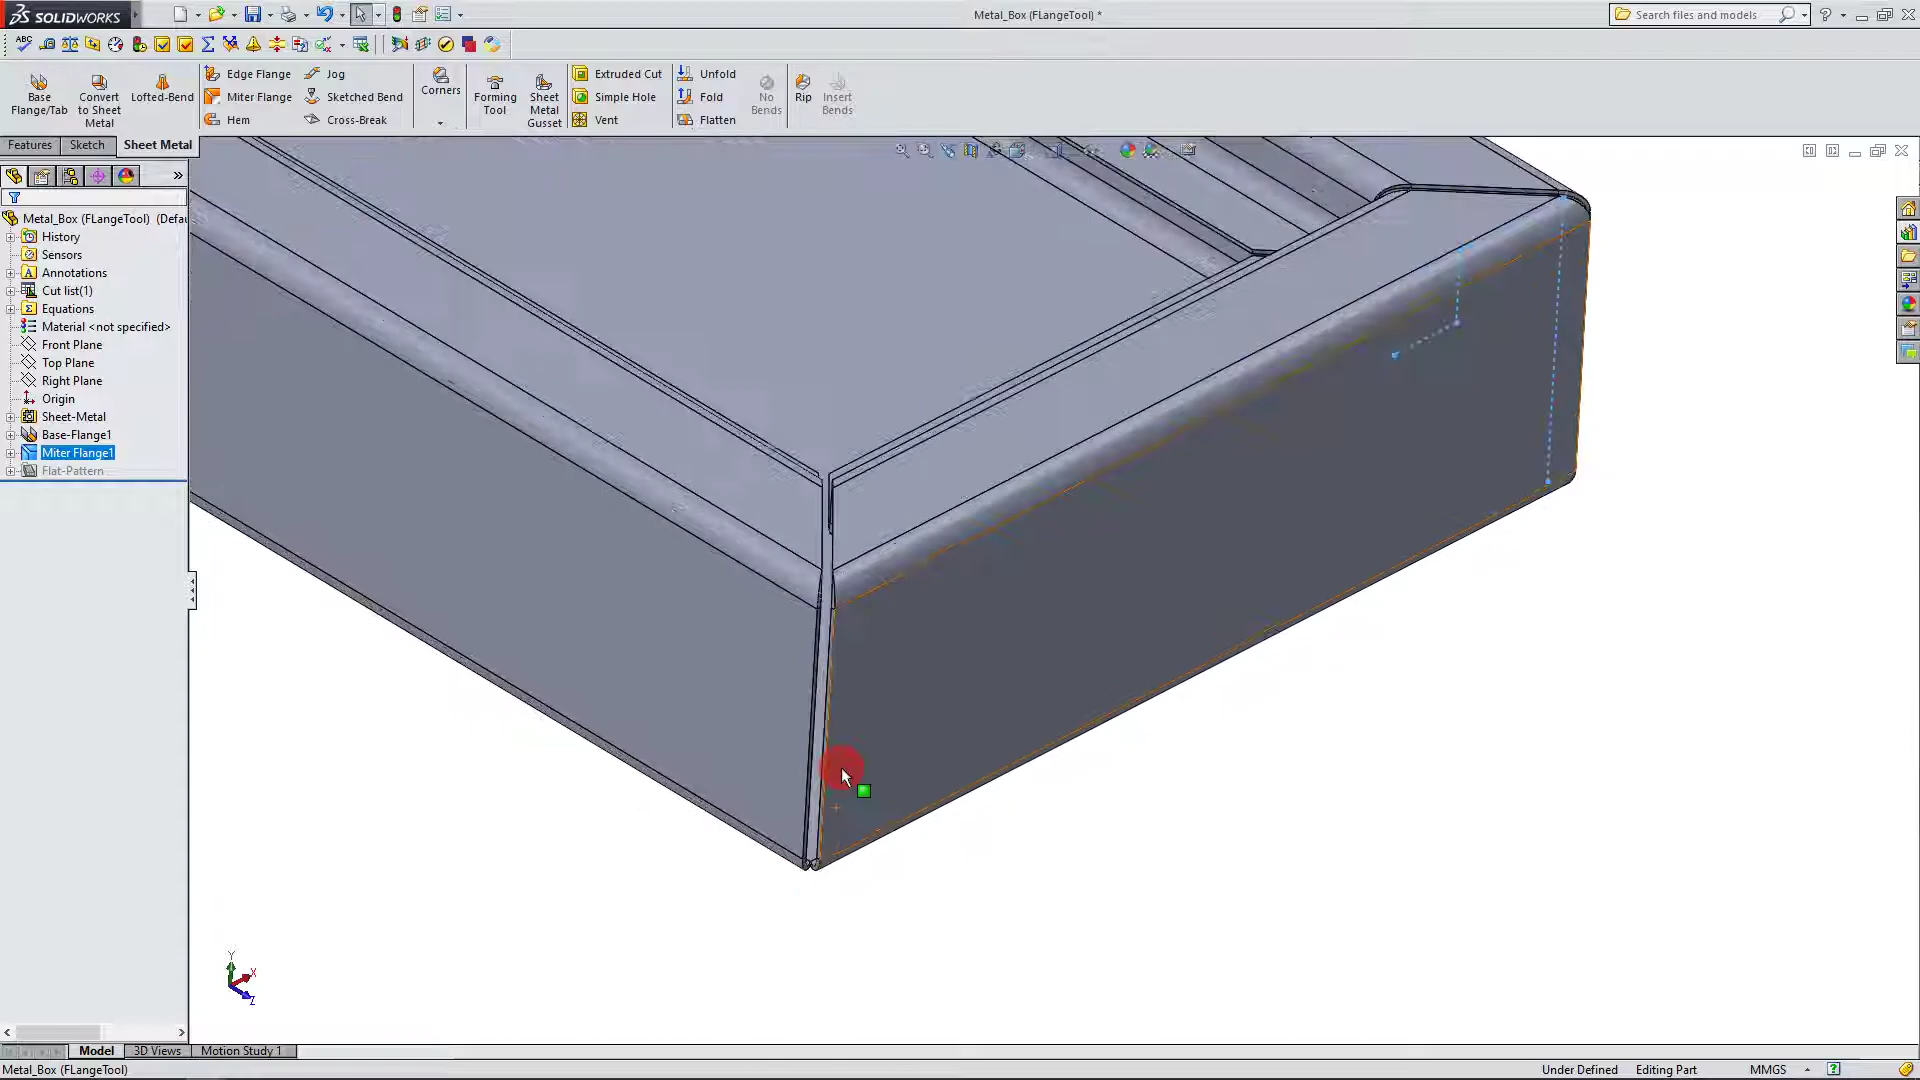 SOLIDWORKS
Metal_Box (FLangeTool) *
Search files and models
?
ABC
Base Flange/Tab
Convert to Sheet Metal
Lofted-Bend
Edge Flange
Miter Flange
Hem
Jog
Sketched Bend
Cross-Break
Corners
Forming Tool
Sheet Metal Gusset
Extruded Cut
Simple Hole
Vent
Unfold
Fold
Flatten
No Bends
Rip
Insert Bends
Features
Sketch
Sheet Metal
Metal_Box (FLangeTool) (Defau
History
Sensors
Annotations
Cut list(1)
Equations
Material <not specified>
Front Plane
Top Plane
Right Plane
Origin
Sheet-Metal
Base-Flange1
Miter Flange1
Flat-Pattern
Y
X
Z
Model
3D Views
Motion Study 1
Metal_Box (FLangeTool)
Under Defined
Editing Part
MMGS
?